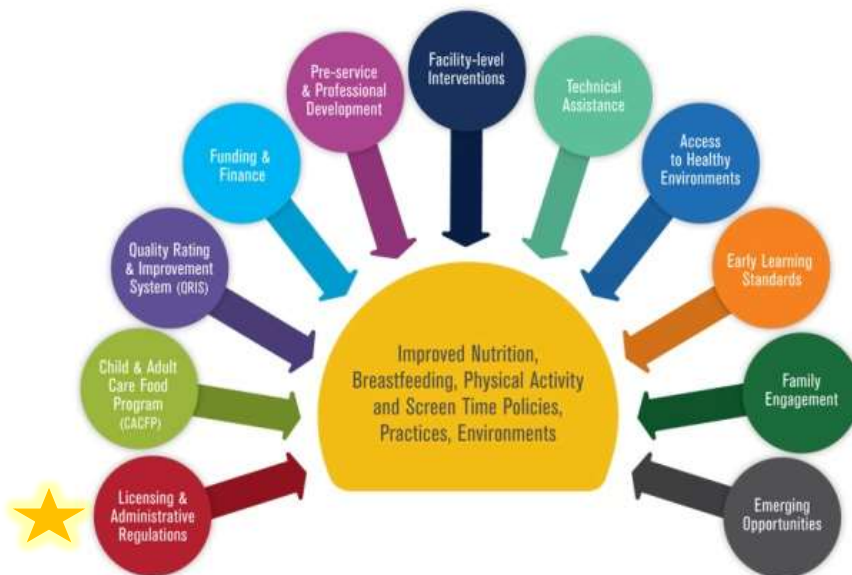 Facility-level
Interventions
Pre-service
& Professional
Development
Technical
Assistance
Funding &
Finance
Access
to Healthy
Environments
Quality Rating
& Improvement
System (QRIS)
Early Learning
Standards
Child & Adult
Care Food
Program
(CACFP)
Family
Engagement
Licensing &
Administrative
Regulations
Emerging
Opportunities
Improved Nutrition,
Breastfeeding, Physical Activity
and Screen Time Policies,
Practices, Environments